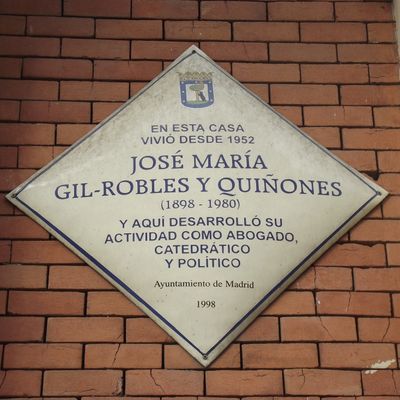 EN ESTA CASA
VIVIÓ DESDE 1952
JOSÉ MARÍA
GIL-ROBLES Y QUIÑONES
(1898 - 1980)
Y AQUÍ DESARROLLÓ SU
ACTIVIDAD COMO ABOGADO,
CATEDRÁTICO
Y POLÍTICO
Ayuntamiento de Madrid
1998